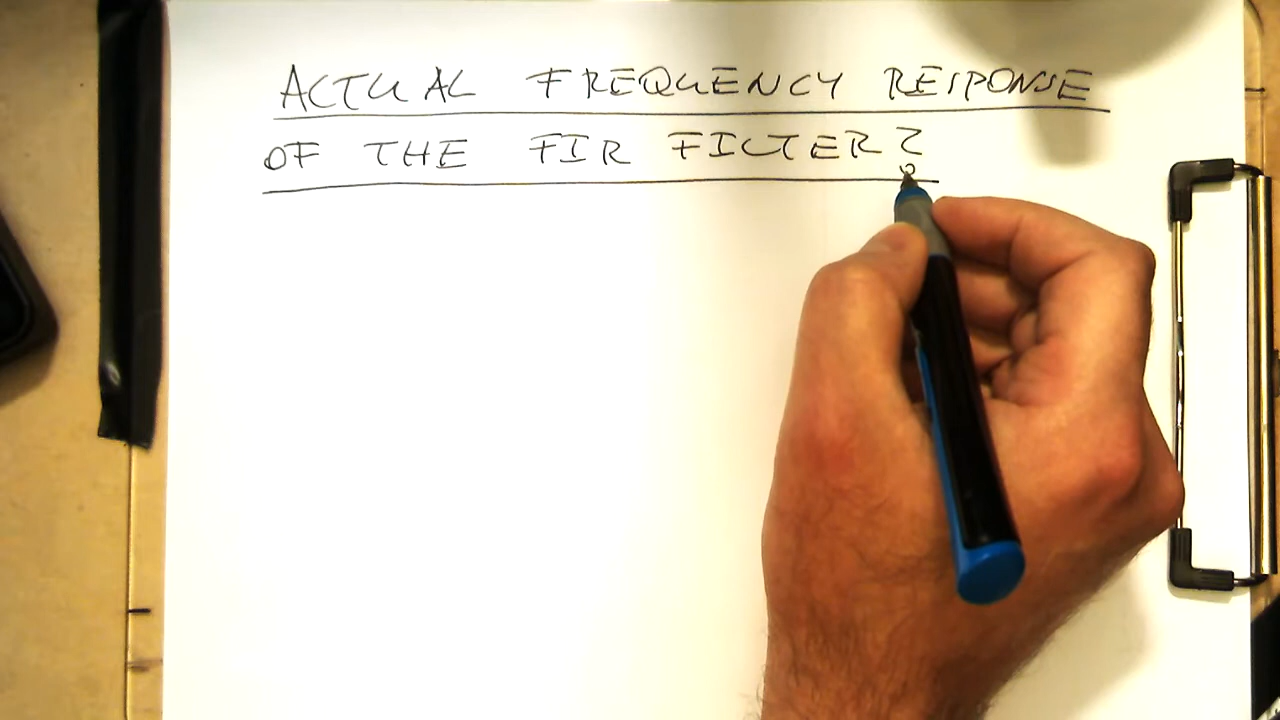 ACTUAL FREQUENCY RESPONSE
OF THE FIR FILTER?